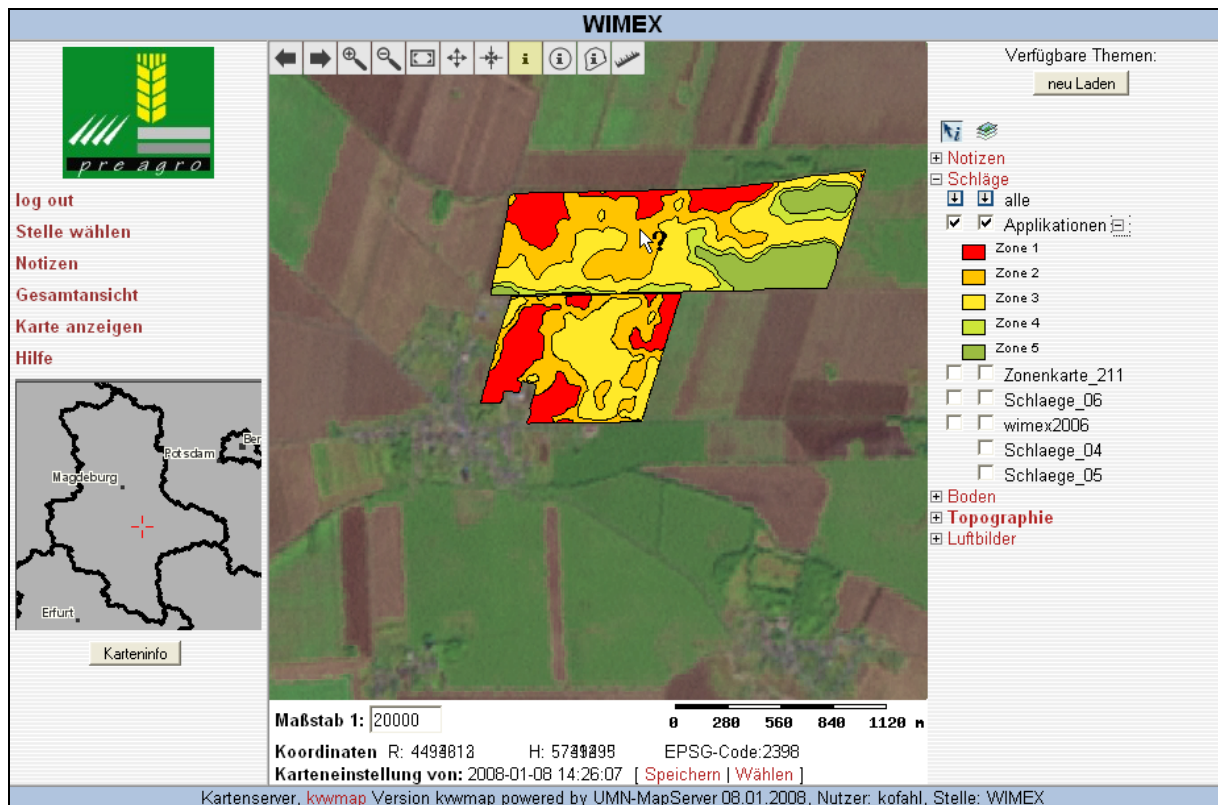 WIMEX
preagro
log out
Stelle wählen
Notizen
Gesamtansicht
Karte anzeigen
Hilfe
Magdeburg
Potsdam
Ber
Erfurt
Karteninfo
?
Maßstab 1: 20000
0 280 560 840 1120 m
Koordinaten R: H: EPSG-Code:2398
Karteneinstellung von: 2008-01-08 14:26:07 [ Speichern | Wählen ]
Verfügbare Themen:
neu Laden
Notizen
Schläge
alle
Applikationen
Zone 1
Zone 2
Zone 3
Zone 4
Zone 5
Zonenkarte_211
Schlaege_06
wimex2006
Schlaege_04
Schlaege_05
Boden
Topographie
Luftbilder
Kartenserver, kvwmap Version kvwmap powered by UMN-MapServer 08.01.2008, Nutzer: kofahl, Stelle: WIMEX